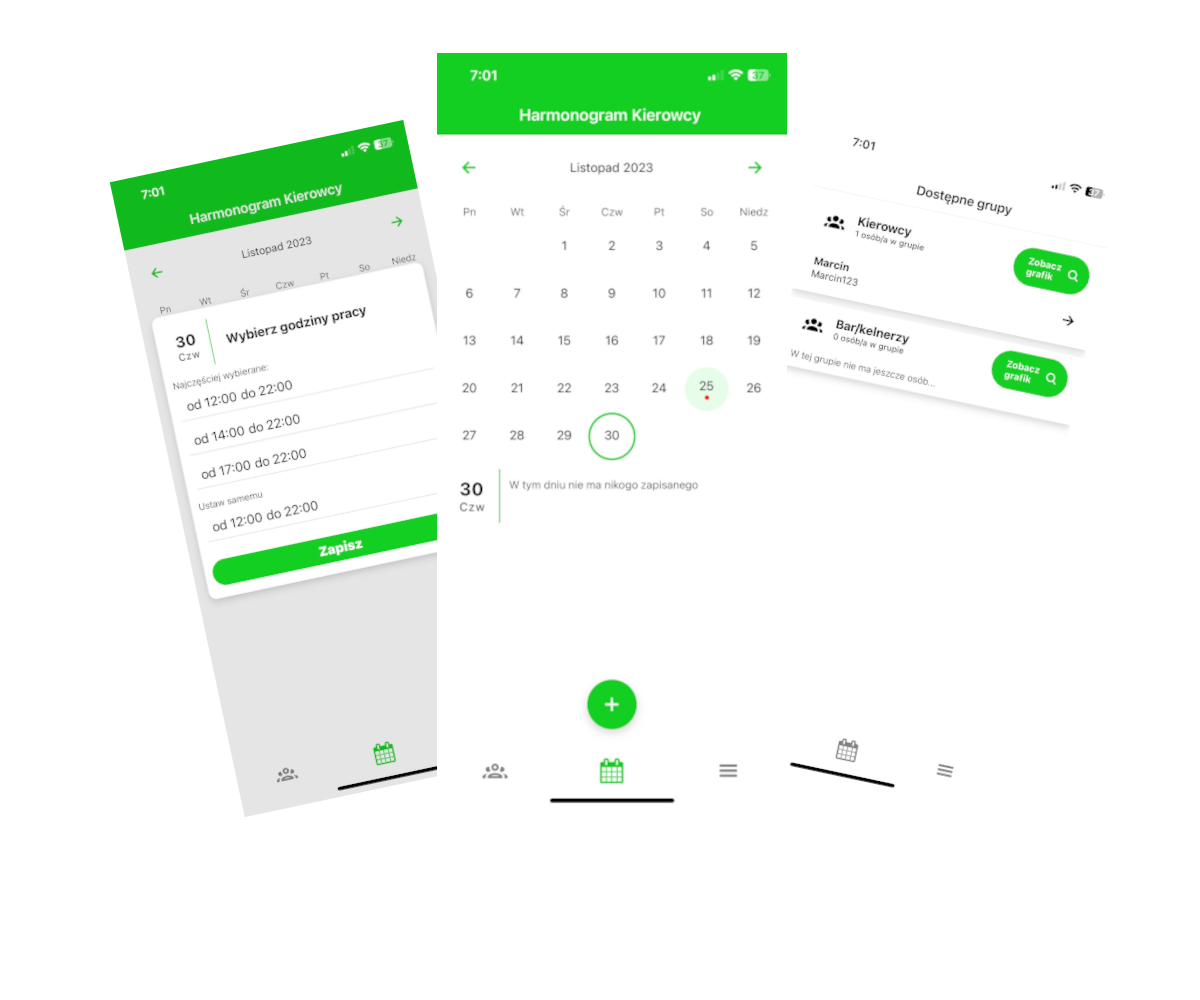 7:01
37
Harmonogram Kierowcy
Listopad 2023
Pn Wt Śr Czw Pt So Niedz
30
Czw
Wybierz godziny pracy
Najczęściej wybierane:
od 12:00 do 22:00
od 14:00 do 22:00
od 17:00 do 22:00
Ustaw samemu
od 12:00 do 22:00
Zapisz
7:01
37
Harmonogram Kierowcy
Listopad 2023
Pn Wt Śr Czw Pt So Niedz
1 2 3 4 5
6 7 8 9 10 11 12
13 14 15 16 17 18 19
20 21 22 23 24 25 26
27 28 29 30
30
Czw
W tym dniu nie ma nikogo zapisanego
+
7:01
37
Dostępne grupy
Kierowcy
1 osób/a w grupie
Zobacz
grafik
Marcin
Marcin123
Bar/kelnerzy
0 osób/a w grupie
Zobacz
grafik
W tej grupie nie ma jeszcze osób...